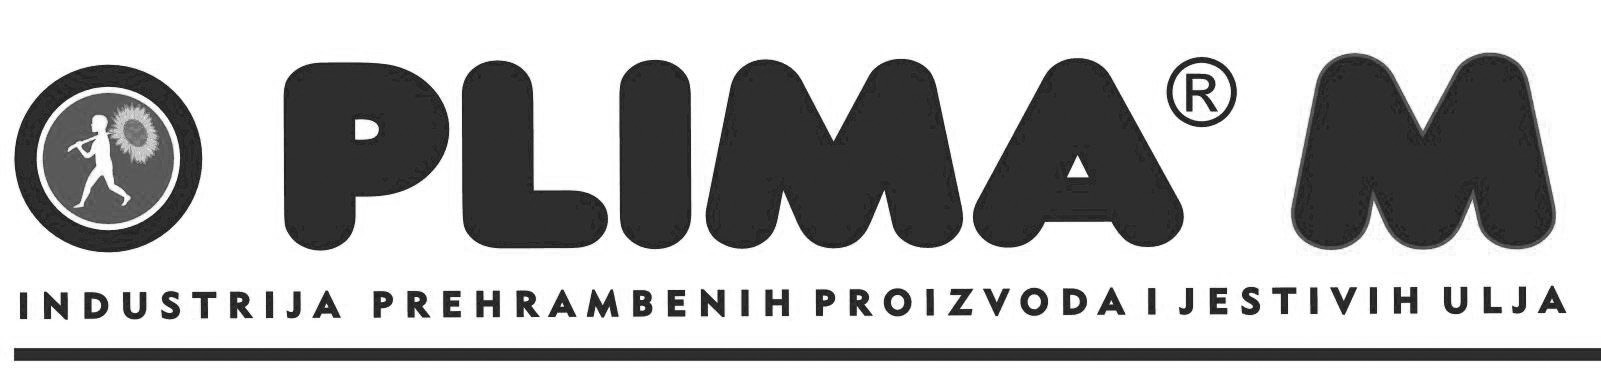 PLIMA® M
INDUSTRIJA PREHRAMBENIH PROIZVODA I JESTIVIH ULJA